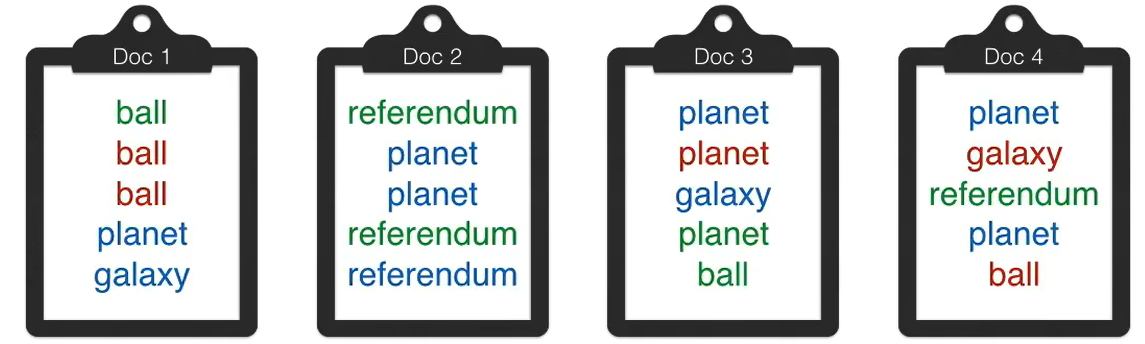 Doc 1
ball
ball
ball
planet
galaxy
Doc 2
referendum
planet
planet
referendum
referendum
Doc 3
planet
planet
galaxy
planet
ball
Doc 4
planet
galaxy
referendum
planet
ball